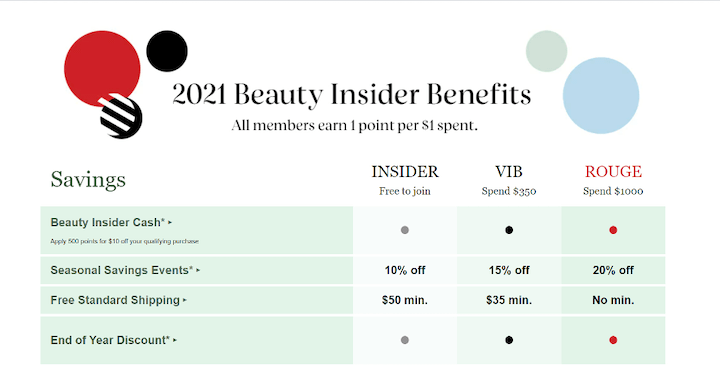 2021 Beauty Insider Benefits
All members earn 1 point per $1 spent.
Savings
INSIDER VIB ROUGE
Free to join Spend $350 Spend $1000
Beauty Insider Cash* ▸
Apply 500 points for $10 off your qualifying purchase
Seasonal Savings Events* ▸ 10% off 15% off 20% off
Free Standard Shipping ▸ $50 min. $35 min. No min.
End of Year Discount* ▸